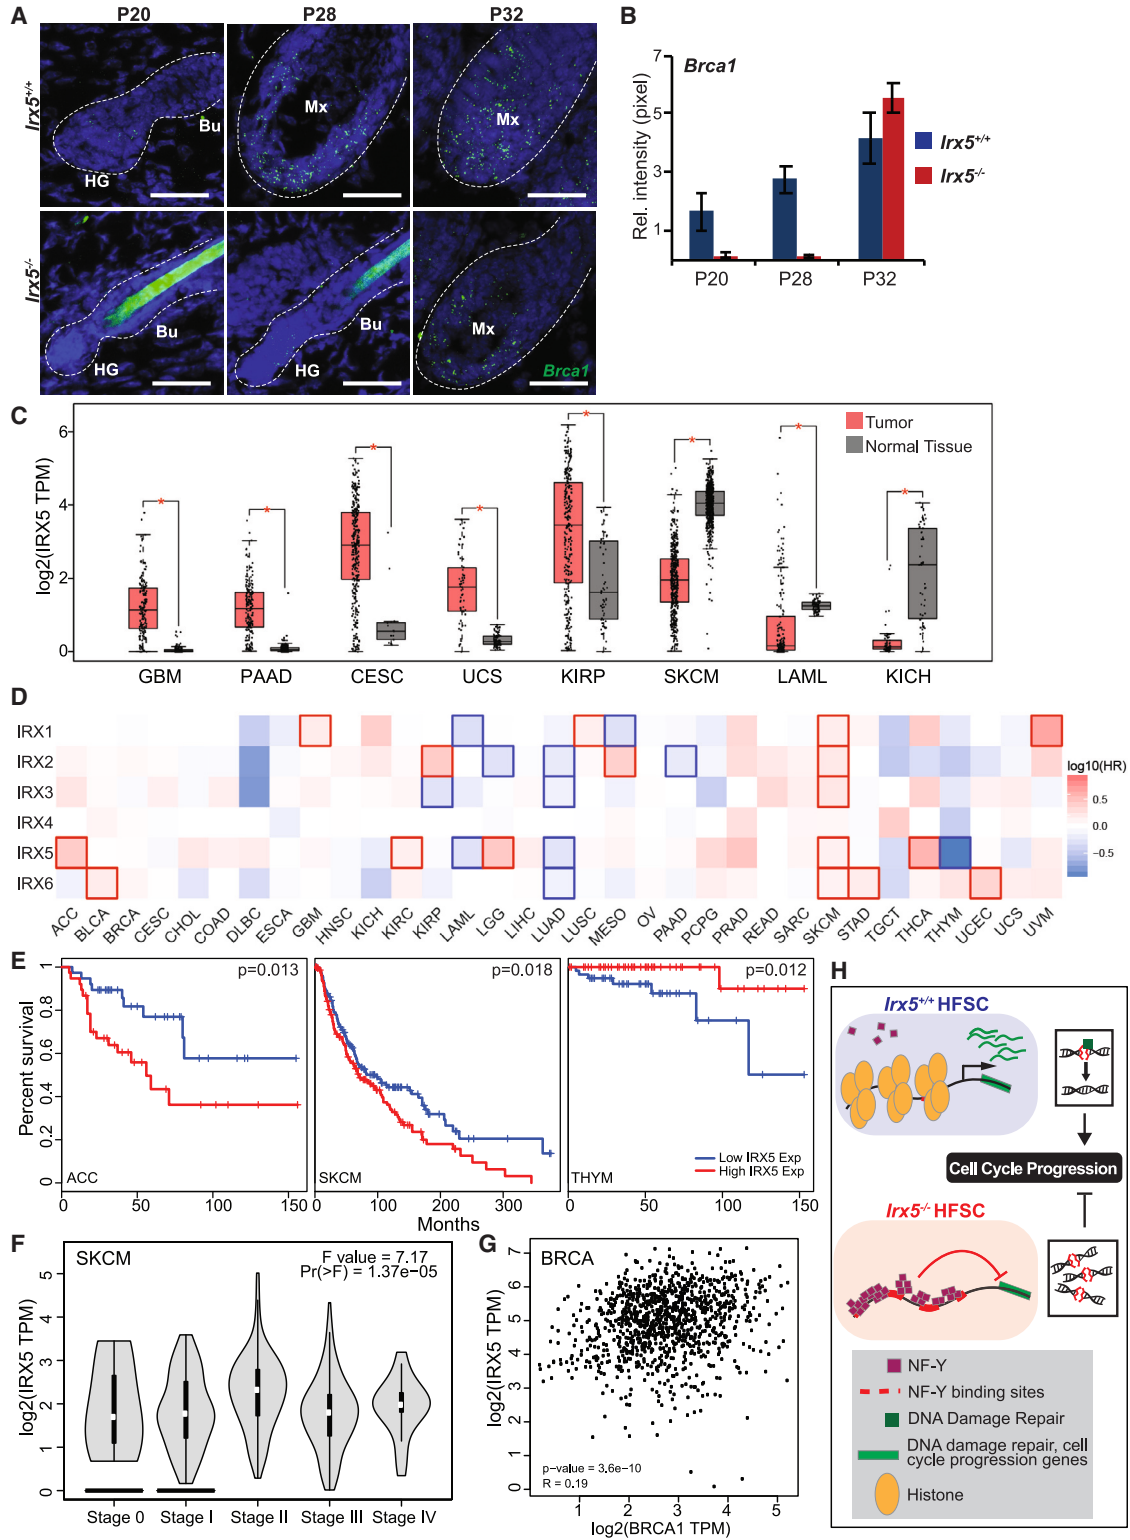 A
P20
P28
P32
Irx5+/+
Mx
Mx
Bu
HG
Irx5-/-
Bu
HG
Bu
HG
Mx
Brca1
B
Brca1
Rel. intensity (pixel)
7
5
3
1
P20
P28
P32
Irx5+/+
Irx5-/-
C
log2(IRX5 TPM)
6
4
2
0
Tumor
Normal Tissue
*
*
*
*
*
*
*
*
GBM
PAAD
CESC
UCS
KIRP
SKCM
LAML
KICH
D
IRX1
IRX2
IRX3
IRX4
IRX5
IRX6
log10(HR)
0.5
0.0
−0.5
ACC
BLCA
BRCA
CESC
CHOL
COAD
DLBC
ESCA
GBM
HNSC
KICH
KIRC
KIRP
LAML
LGG
LIHC
LUAD
LUSC
MESO
OV
PAAD
PCPG
PRAD
READ
SARC
SKCM
STAD
TGCT
THCA
THYM
UCEC
UCS
UVM
E
Percent survival
1
0.8
0.6
0.4
0.2
0
p=0.013
ACC
0
50
100
150
p=0.018
SKCM
0
100
200
300
p=0.012
Low IRX5 Exp
High IRX5 Exp
THYM
0
50
100
150
Months
F
SKCM
F value = 7.17
Pr(>F) = 1.37e−05
log2(IRX5 TPM)
5
4
3
2
1
0
Stage 0
Stage I
Stage II
Stage III
Stage IV
G
BRCA
log2(IRX5 TPM)
7
6
5
4
3
2
1
0
p−value = 3.6e−10
R = 0.19
1
2
3
4
5
log2(BRCA1 TPM)
H
Irx5+/+ HFSC
Cell Cycle Progression
Irx5-/- HFSC
NF-Y
NF-Y binding sites
DNA Damage Repair
DNA damage repair, cell
cycle progression genes
Histone